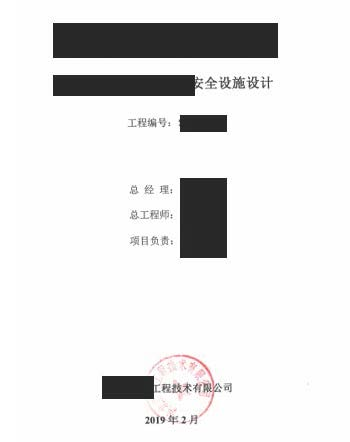 安全设施设计
工程编号：
总 经 理：
总工程师：
项目负责：
工程技术有限公司
2019 年 2 月